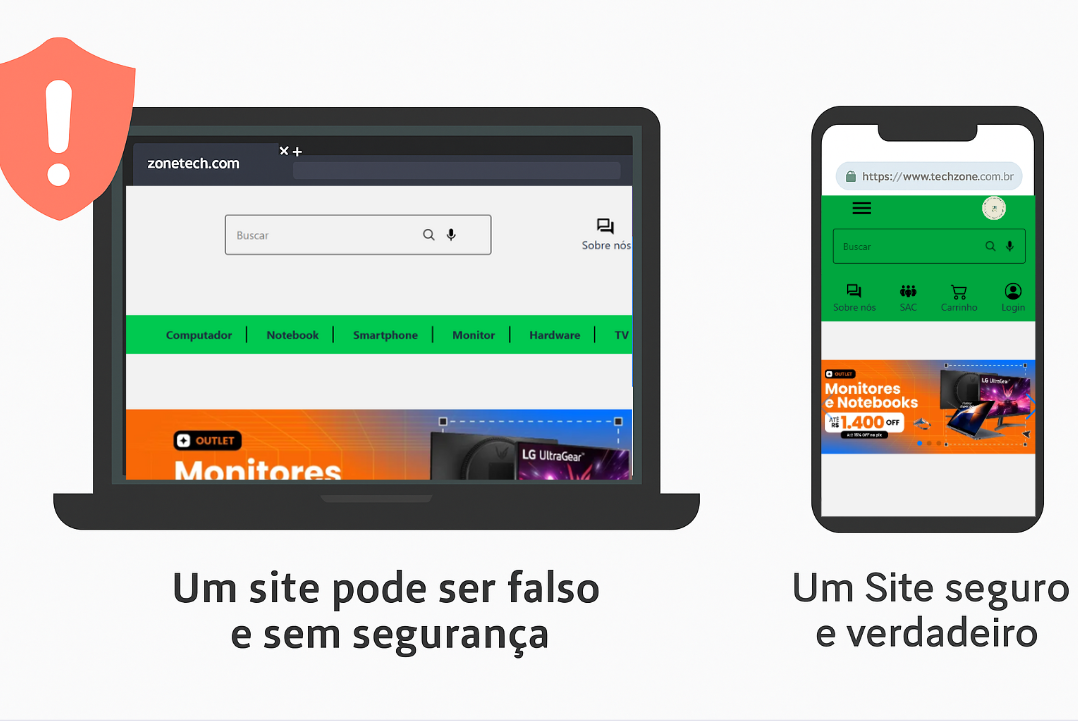 zonetech.com
Buscar
Sobre nós
Computador
Notebook
Smartphone
Monitor
Hardware
TV
OUTLET
Monitores
LG UltraGear™
Um site pode ser falso
e sem segurança
https://www.techzone.com.br
Buscar
Sobre nós
SAC
Carrinho
Login
OUTLET
Monitores
e Notebooks
ATÉ
R$ 1.400 OFF
LG UltraGear
Um Site seguro
e verdadeiro